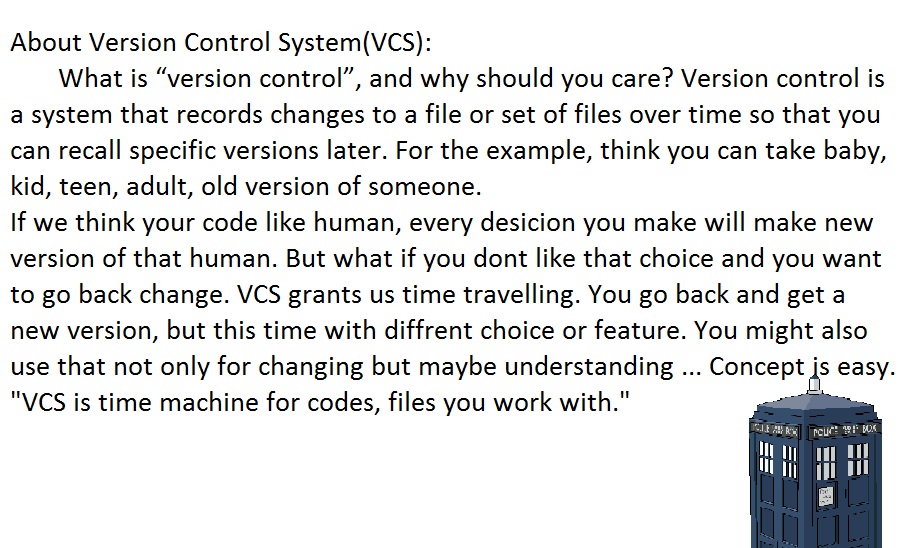 About Version Control System(VCS):
What is “version control”, and why should you care? Version control is
a system that records changes to a file or set of files over time so that you
can recall specific versions later. For the example, think you can take baby,
kid, teen, adult, old version of someone.
If we think your code like human, every desicion you make will make new
version of that human. But what if you dont like that choice and you want
to go back change. VCS grants us time travelling. You go back and get a
new version, but this time with diffrent choice or feature. You might also
use that not only for changing but maybe understanding ... Concept is easy.
"VCS is time machine for codes, files you work with."
POLICE BOX
POLICE BOX